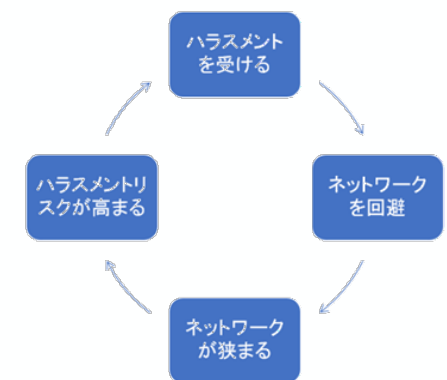 ハラスメント
を受ける
ネットワーク
を回避
ネットワーク
が狭まる
ハラスメントリ
スクが高まる